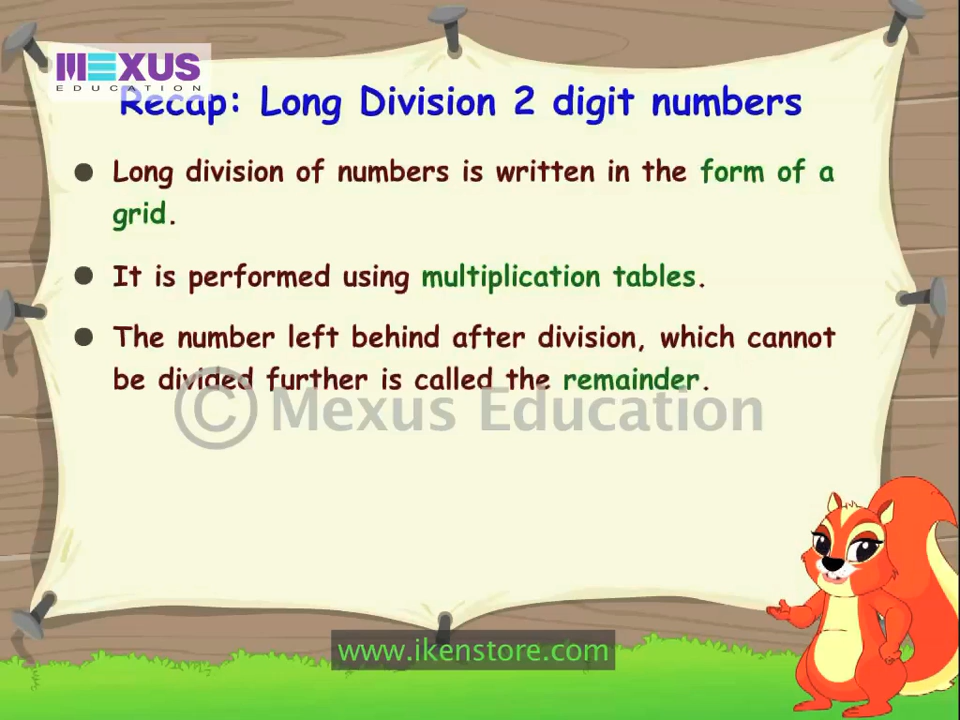 MEXUS
EDUCATION
Recap: Long Division 2 digit numbers
Long division of numbers is written in the form of a
grid.
It is performed using multiplication tables.
The number left behind after division, which cannot
be divided further is called the remainder.
© Mexus Education
www.ikenstore.com